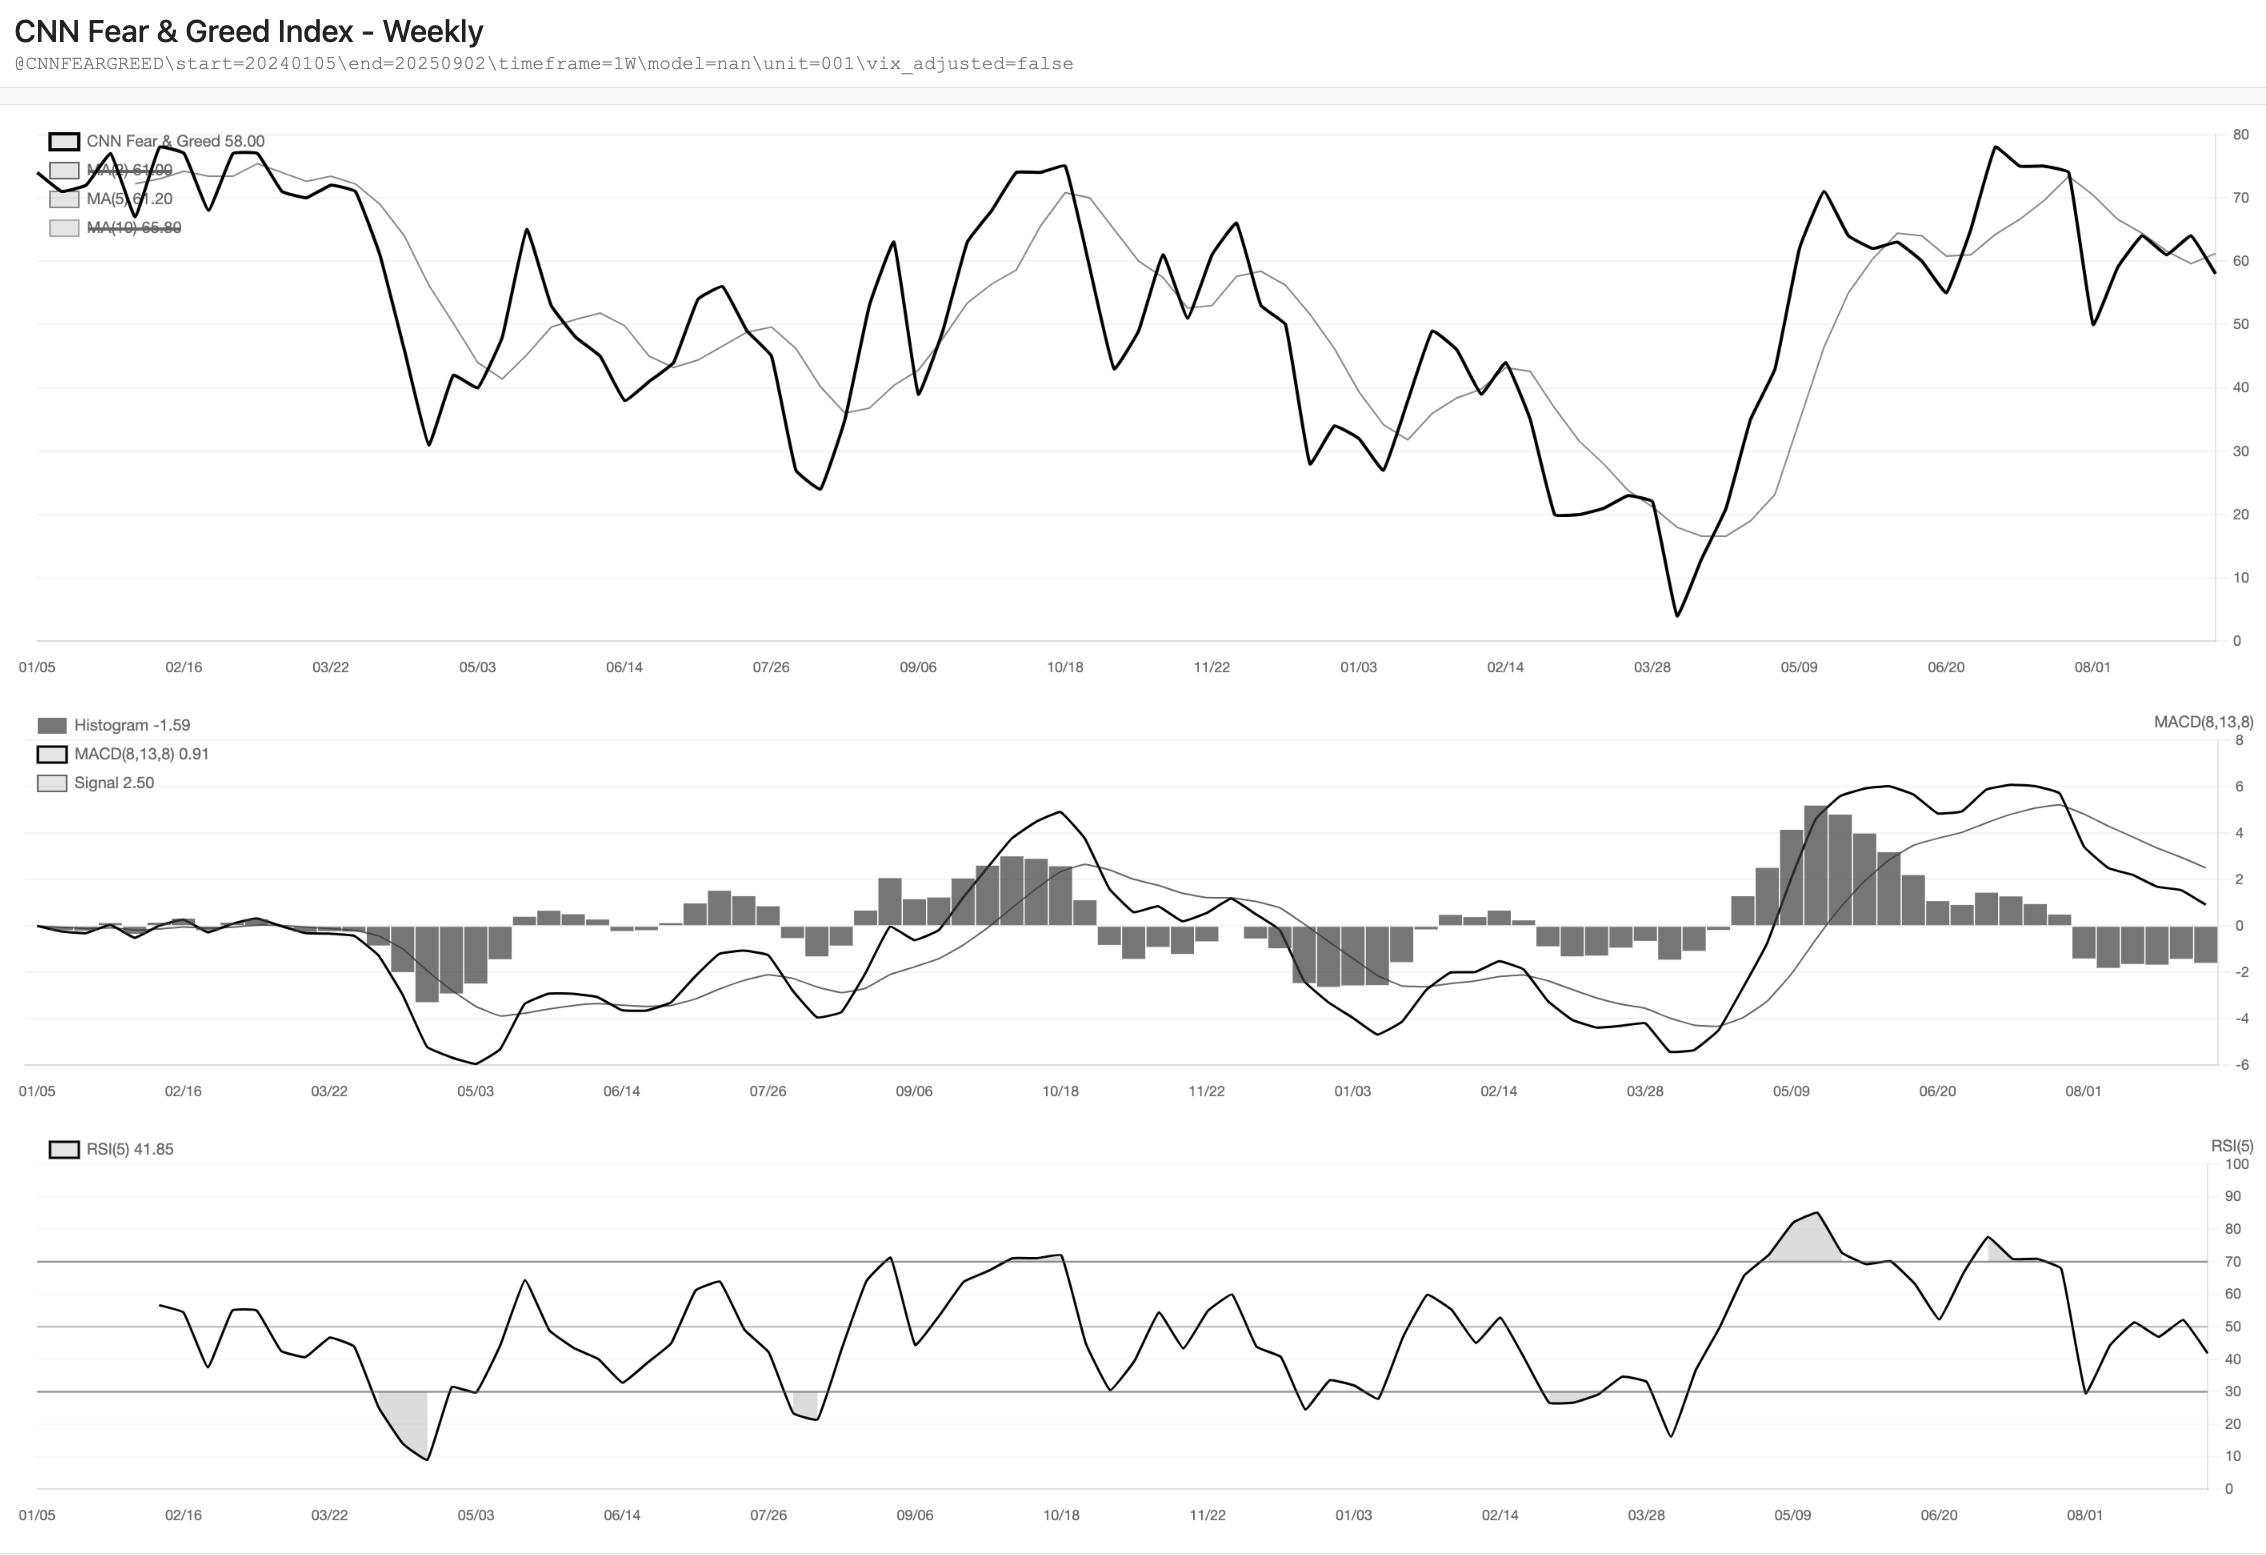 CNN Fear & Greed Index - Weekly
@CNNFEARGREED\start=20240105\end=20250902\timeframe=1W\model=nan\unit=001\vix_adjusted=false
CNN Fear & Greed 58.00
MA(2) 61.00
MA(5) 61.20
MA(10) 65.80
80
70
60
50
40
30
20
10
0
01/05 02/16 03/22 05/03 06/14 07/26 09/06 10/18 11/22 01/03 02/14 03/28 05/09 06/20 08/01
Histogram -1.59
MACD(8,13,8) 0.91
Signal 2.50
MACD(8,13,8)
8
6
4
2
0
-2
-4
-6
01/05 02/16 03/22 05/03 06/14 07/26 09/06 10/18 11/22 01/03 02/14 03/28 05/09 06/20 08/01
RSI(5) 41.85
RSI(5)
100
90
80
70
60
50
40
30
20
10
0
01/05 02/16 03/22 05/03 06/14 07/26 09/06 10/18 11/22 01/03 02/14 03/28 05/09 06/20 08/01